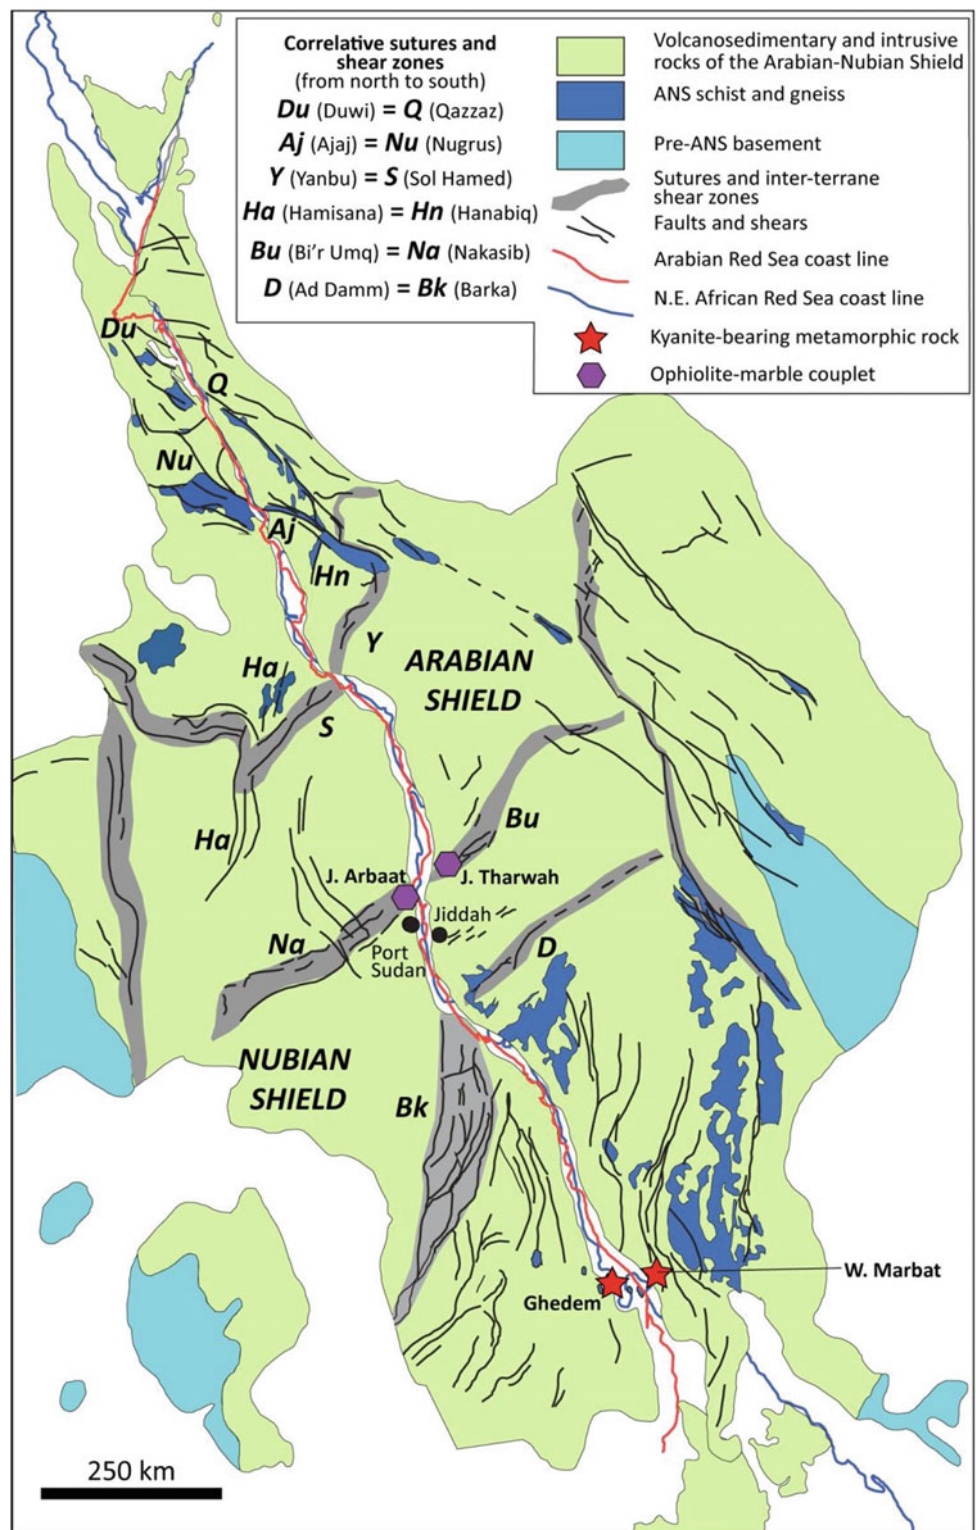 Correlative sutures and
shear zones
(from north to south)
Du (Duwi) = Q (Qazzaz)
Aj (Ajaj) = Nu (Nugrus)
Y (Yanbu) = S (Sol Hamed)
Ha (Hamisana) = Hn (Hanabiq)
Bu (Bi’r Umq) = Na (Nakasib)
D (Ad Damm) = Bk (Barka)
Volcanosedimentary and intrusive
rocks of the Arabian-Nubian Shield
ANS schist and gneiss
Pre-ANS basement
Sutures and inter-terrane
shear zones
Faults and shears
Arabian Red Sea coast line
N.E. African Red Sea coast line
Kyanite-bearing metamorphic rock
Ophiolite-marble couplet
Du
Q
Nu
Aj
Hn
Y
Ha
ARABIAN
SHIELD
S
Ha
Bu
J. Arbaat
J. Tharwah
Jiddah
Na
Port
Sudan
D
NUBIAN
SHIELD
Bk
W. Marbat
Ghedem
250 km